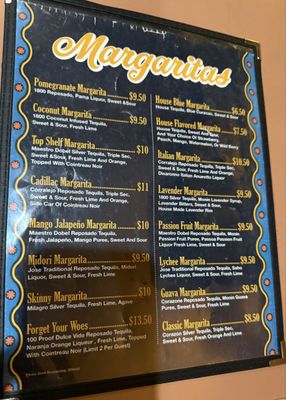 Margaritas
Pomegranate Margarita $9.50
1800 Reposado, Pama Liquor, Sweet &Sour
Coconut Margarita $9.50
1800 Coconut Infused Tequila,
Sweet & Sour, Fresh Lime
Top Shelf Margarita $10
Maestro Dobel Silver Tequila, Triple Sec,
Sweet &Sour, Fresh Lime And Orange,
Topped With Cointreau Noir
Cadillac Margarita $11
Corralejo Reposado Tequila, Triple Sec,
Sweet & Sour, Fresh Lime And Orange,
Side Car Of Cointreau Noir
Mango Jalapeño Margarita $10
Maestro Dobel Reposado Tequila,
Fresh Jalapeño, Mango Puree, Sweet And Sour
Midori Margarita $9.50
Jose Traditional Reposado Tequila, Midori
Liquor, Sweet & Sour, Fresh Lime
Skinny Margarita $10
Milagro Silver Tequila, Fresh Lime, Agave
Forget Your Woes $13.50
100 Proof Dulce Vida Reposado Tequila,
Naranja Orange Liqueur, Fresh Lime, Topped
With Cointreau Noir (Limit 2 Per Guest)
House Blue Margarita $6.50
House Tequila, Blue Curacao, Sweet & Sour
House Flavored Margarita $7.50
House Tequila, Sweet And Sour,
And Your Choice Of Strawberry,
Peach, Mango, Watermelon, Or Wild Berry
Italian Margarita $10.50
Corralejo Reposado Tequila, Triple Sec,
Sweet & Sour, Fresh Lime And Orange,
Disaronno Italian Amaretto Liquor
Lavender Margarita $9.50
1800 Silver Tequila, Monin Lavender Syrup,
Lavender Bitters, Sweet & Sour,
House Made Lavender Rim
Passion Fruit Margarita $9.50
Maestro Dobel Reposado Tequila, Monin
Passion Fruit Puree, Passoa Passion Fruit
Liquor Fresh Lime, Sweet & Sour
Lychee Margarita $9.50
Jose Traditional Reposado Tequila, Soho
Lychee Liquor, Sweet & Sour, Fresh Lime
Guava Margarita $9.50
Corazon Reposado Tequila, Monin Guava
Puree, Sweet & Sour, Fresh Lime
Classic Margarita $8.50
Corazon Silver Tequila, Triple Sec,
Sweet & Sour, Fresh Orange And Lime